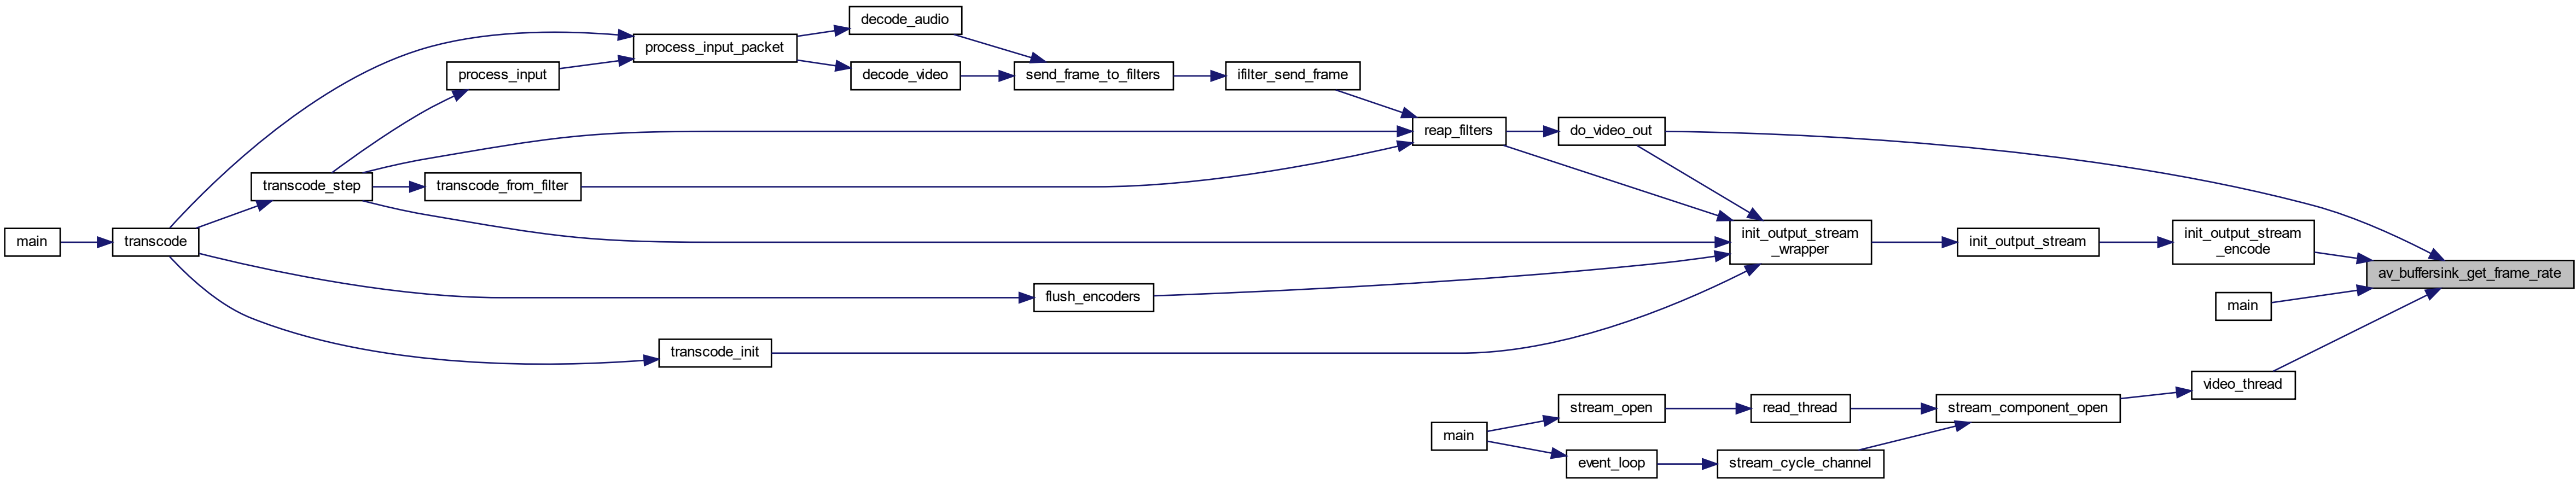 decode_audio
process_input_packet
process_input
decode_video
send_frame_to_filters
ifilter_send_frame
reap_filters
do_video_out
transcode_step
transcode_from_filter
main
transcode
init_output_stream
_wrapper
init_output_stream
init_output_stream
_encode
av_buffersink_get_frame_rate
flush_encoders
main
transcode_init
video_thread
stream_open
read_thread
stream_component_open
main
event_loop
stream_cycle_channel